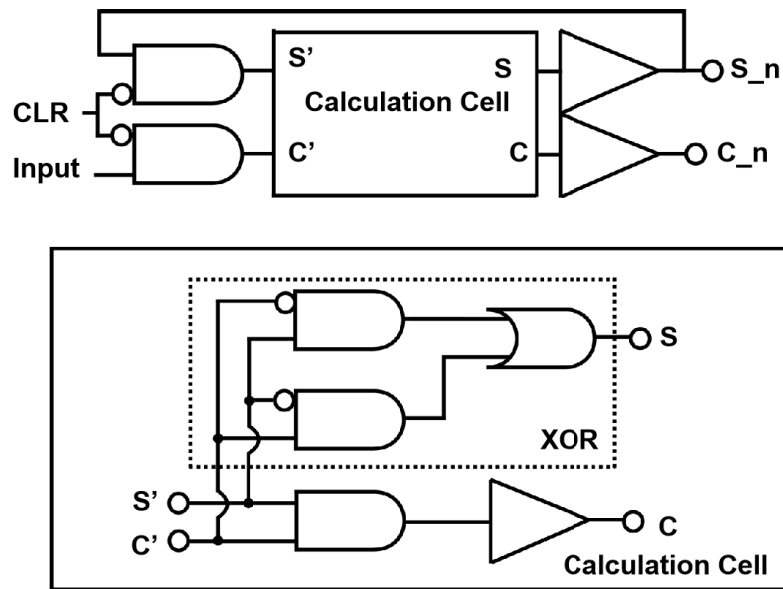 S’
S
S_n
Calculation Cell
CLR
Input
C’
C
C_n
S
XOR
S’
C’
C
Calculation Cell